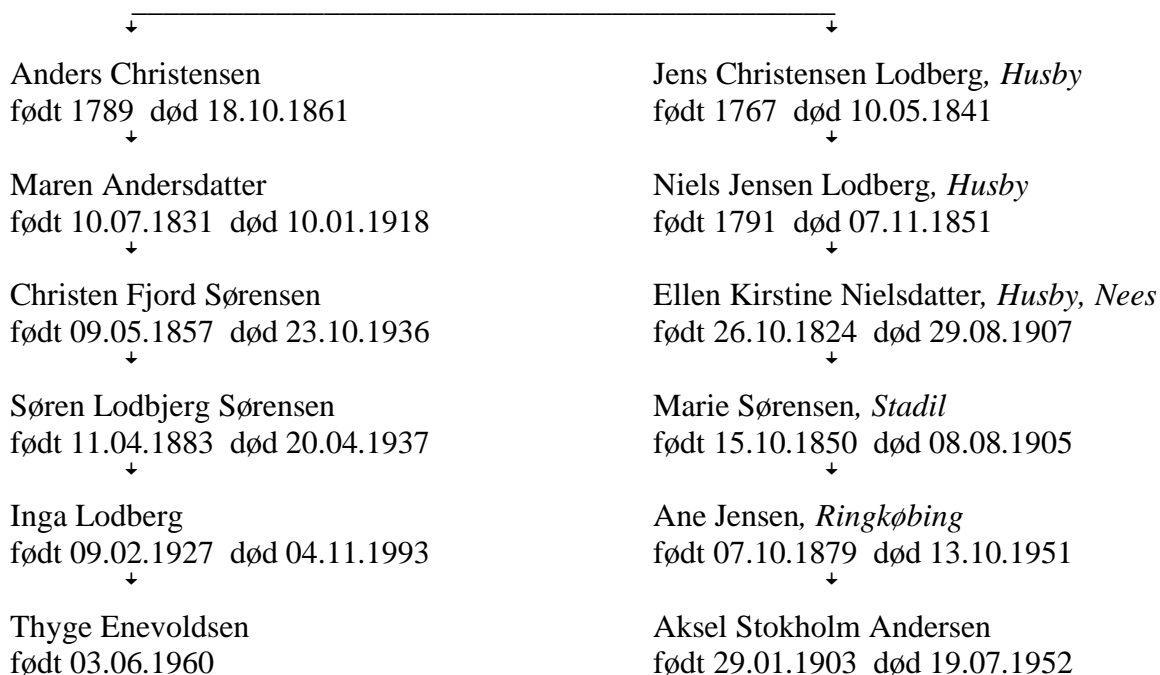 Anders Christensen
født 1789  død 18.10.1861
Maren Andersdatter
født 10.07.1831  død 10.01.1918
Christen Fjord Sørensen
født 09.05.1857  død 23.10.1936
Søren Lodbjerg Sørensen
født 11.04.1883  død 20.04.1937
Inga Lodberg
født 09.02.1927  død 04.11.1993
Thyge Enevoldsen
født 03.06.1960
Jens Christensen Lodberg, Husby
født 1767  død 10.05.1841
Niels Jensen Lodberg, Husby
født 1791  død 07.11.1851
Ellen Kirstine Nielsdatter, Husby, Nees
født 26.10.1824  død 29.08.1907
Marie Sørensen, Stadil
født 15.10.1850  død 08.08.1905
Ane Jensen, Ringkøbing
født 07.10.1879  død 13.10.1951
Aksel Stokholm Andersen
født 29.01.1903  død 19.07.1952